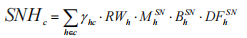 SNH_c = ∑_{h∈c} γ_{hc} · RW_h · M_h^{SN} · B_h^{SN} · DF_h^{SN}